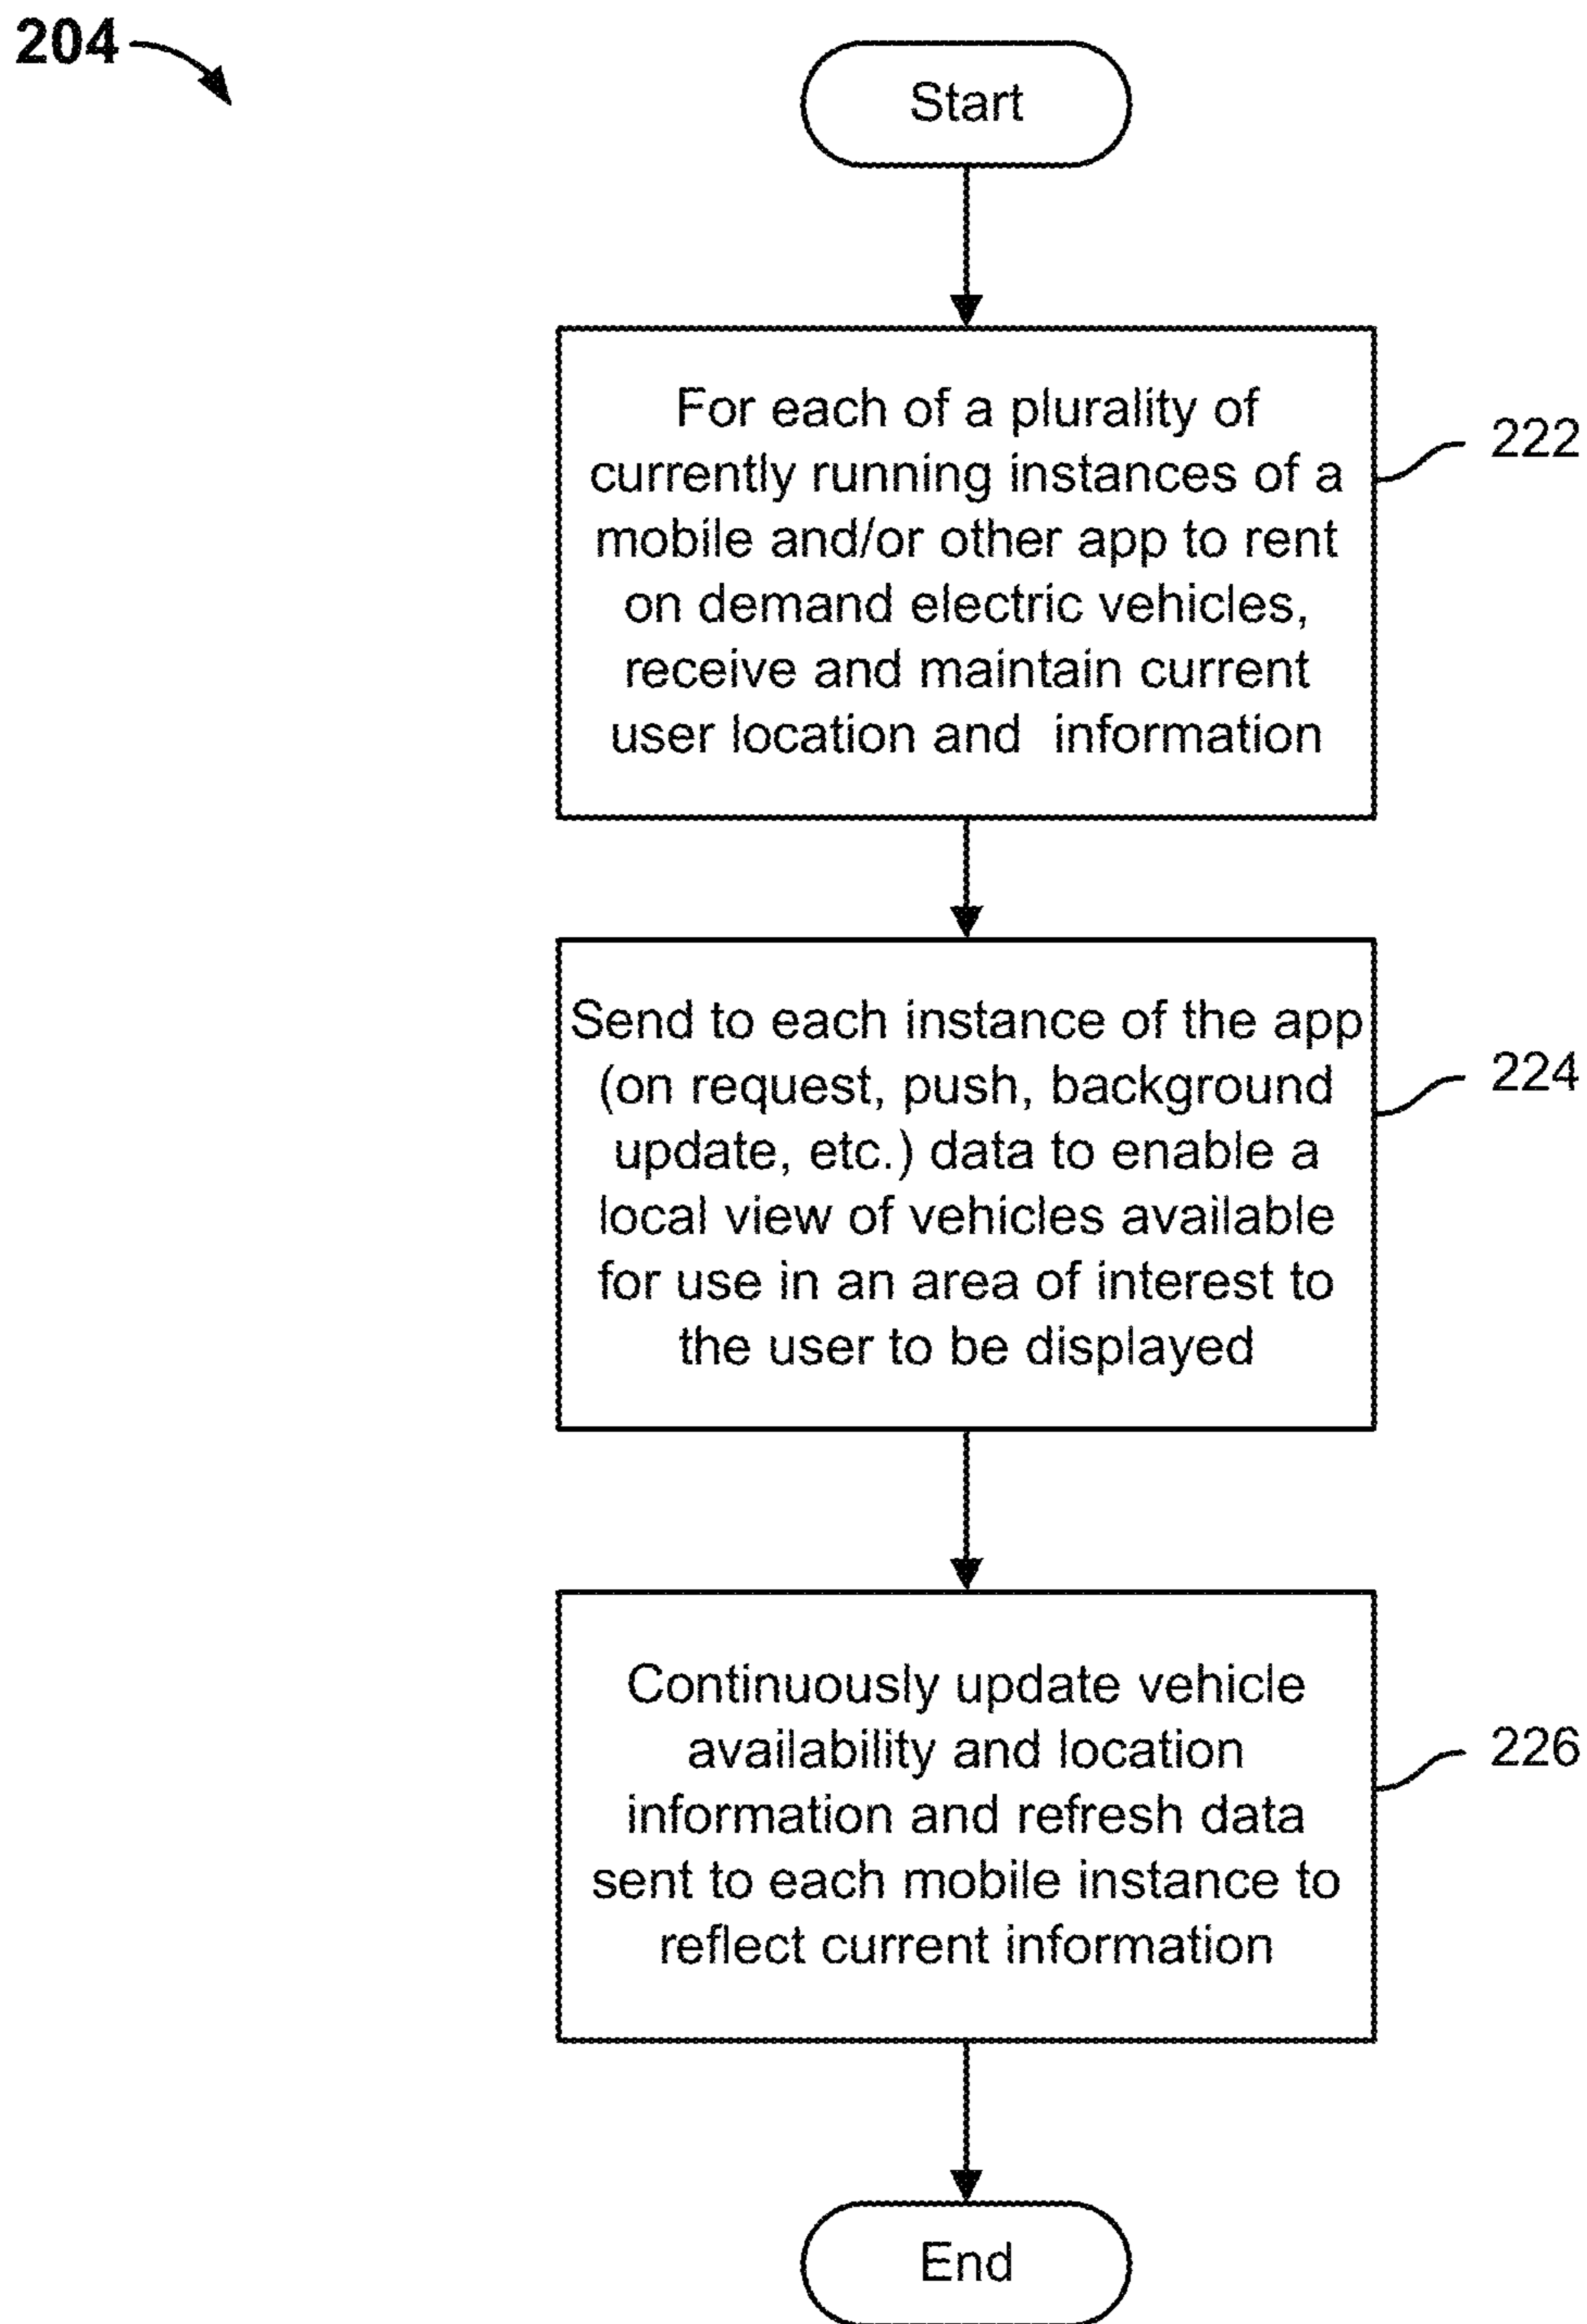 204
Start
For each of a plurality of
currently running instances of a
mobile and/or other app to rent
on demand electric vehicles,
receive and maintain current
user location and information
222
Send to each instance of the app
(on request, push, background
update, etc.) data to enable a
local view of vehicles available
for use in an area of interest to
the user to be displayed
224
Continuously update vehicle
availability and location
information and refresh data
sent to each mobile instance to
reflect current information
226
End